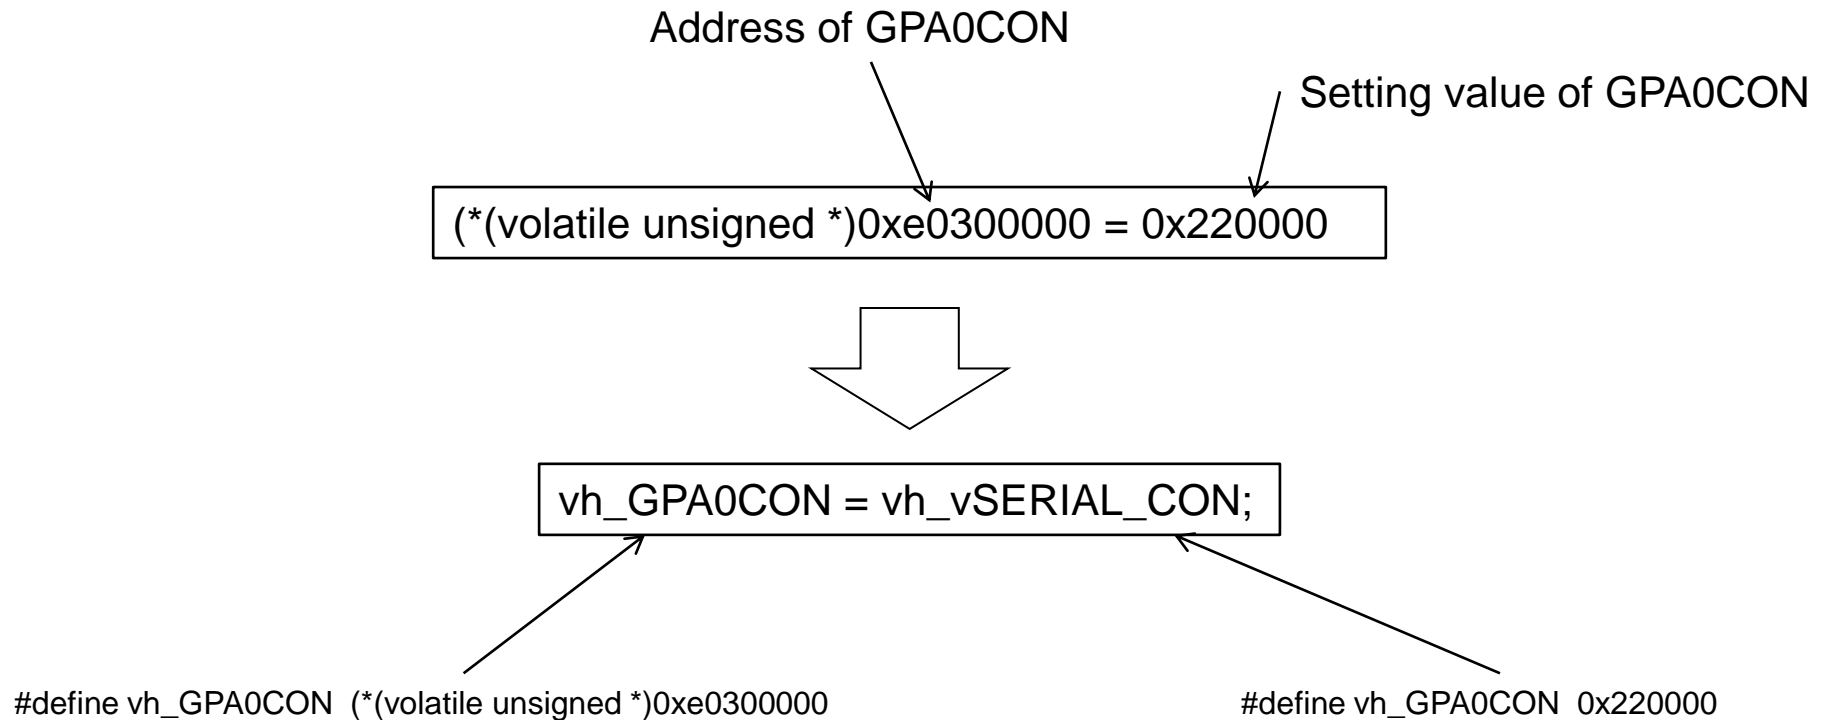 Address of GPA0CON
Setting value of GPA0CON
(*(volatile unsigned *)0xe0300000 = 0x220000
vh_GPA0CON = vh_vSERIAL_CON;
#define vh_GPA0CON (*(volatile unsigned *)0xe0300000
#define vh_GPA0CON 0x220000